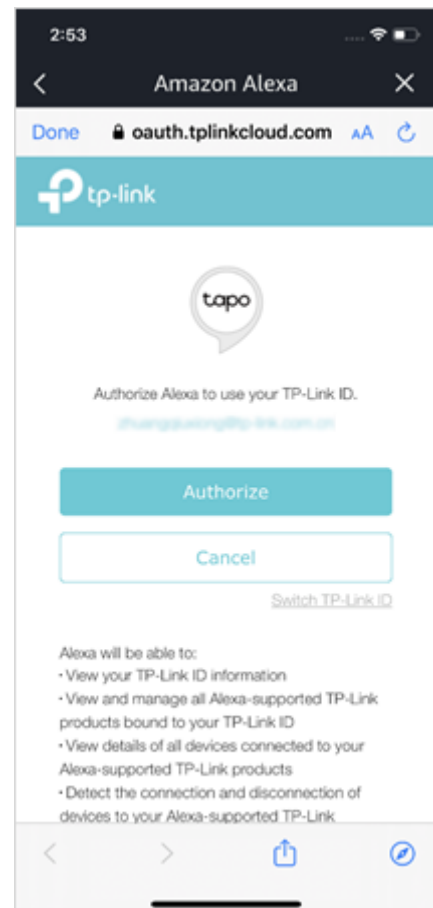 2:53
Amazon Alexa
Done oauth.tplinkcloud.com AA
tp-link
tapo
Authorize Alexa to use your TP-Link ID.
Authorize
Cancel
Switch TP-Link ID
Alexa will be able to:
• View your TP-Link ID information
• View and manage all Alexa-supported TP-Link
products bound to your TP-Link ID
• View details of all devices connected to your
Alexa-supported TP-Link products
• Detect the connection and disconnection of
devices to your Alexa-supported TP-Link